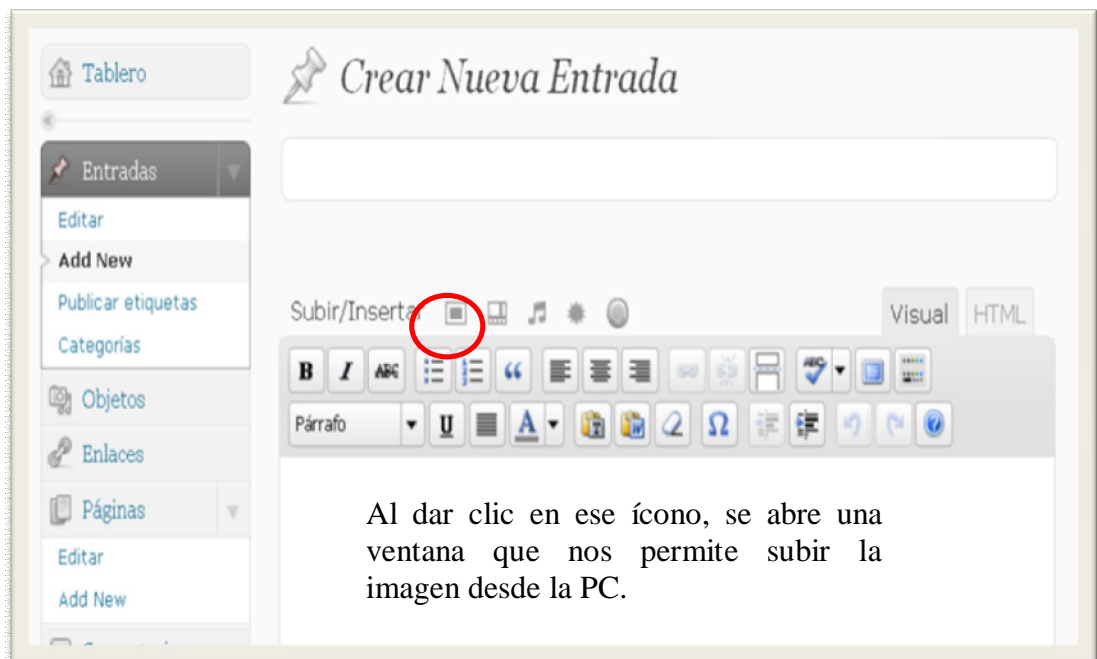 Tablero
Crear Nueva Entrada
Entradas
Editar
Add New
Publicar etiquetas
Categorías
Objetos
Enlaces
Páginas
Editar
Add New
Subir/Insertar
Visual HTML
B I ABC
ABC
Párrafo U A
Al dar clic en ese ícono, se abre una
ventana que nos permite subir la
imagen desde la PC.